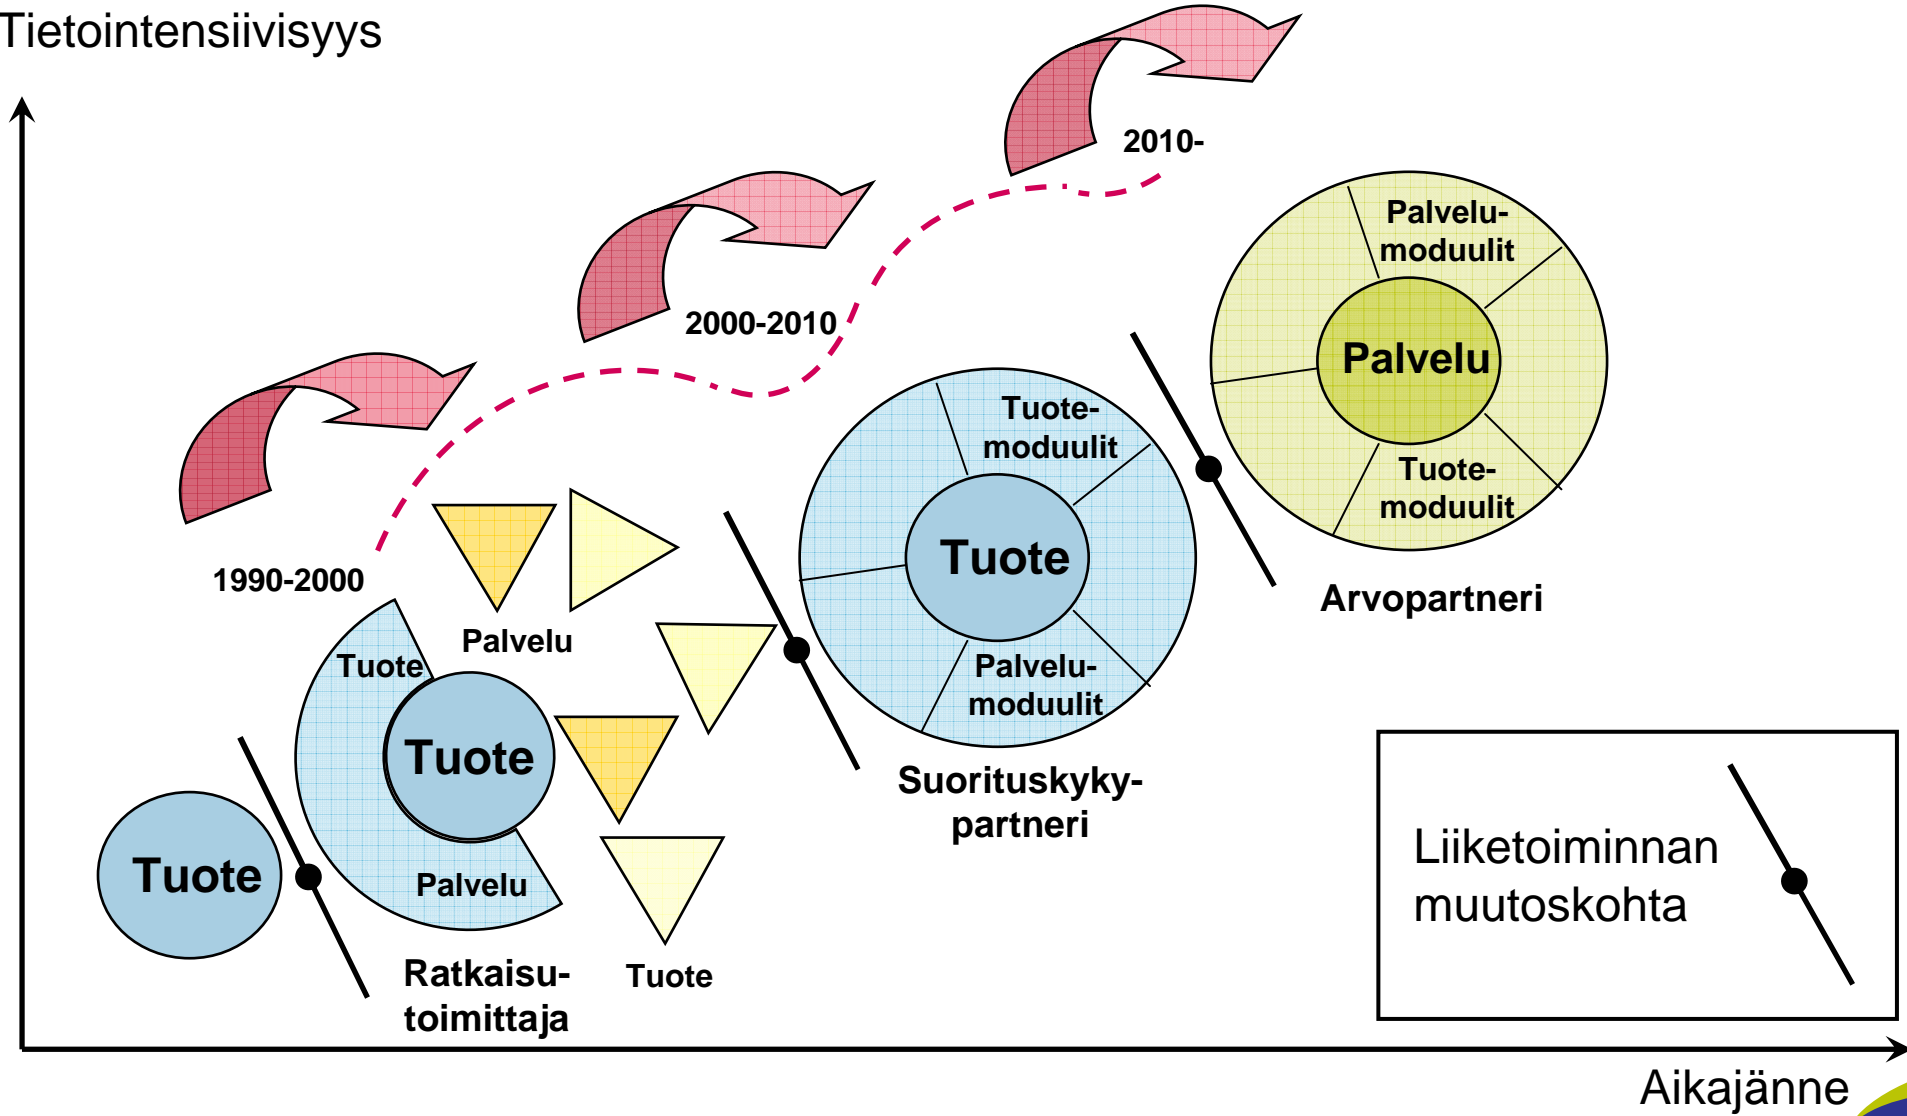 Tietointensiivisyys
2010-
Palvelu-
moduulit
2000-2010
Palvelu
Tuote-
moduulit
Tuote-
moduulit
Tuote
1990-2000
Arvopartneri
Palvelu
Tuote
Palvelu-
moduulit
Tuote
Suorituskyky-
partneri
Tuote
Palvelu
Liiketoiminnan
muutoskohta
Ratkaisu-
toimittaja
Tuote
Aikajänne